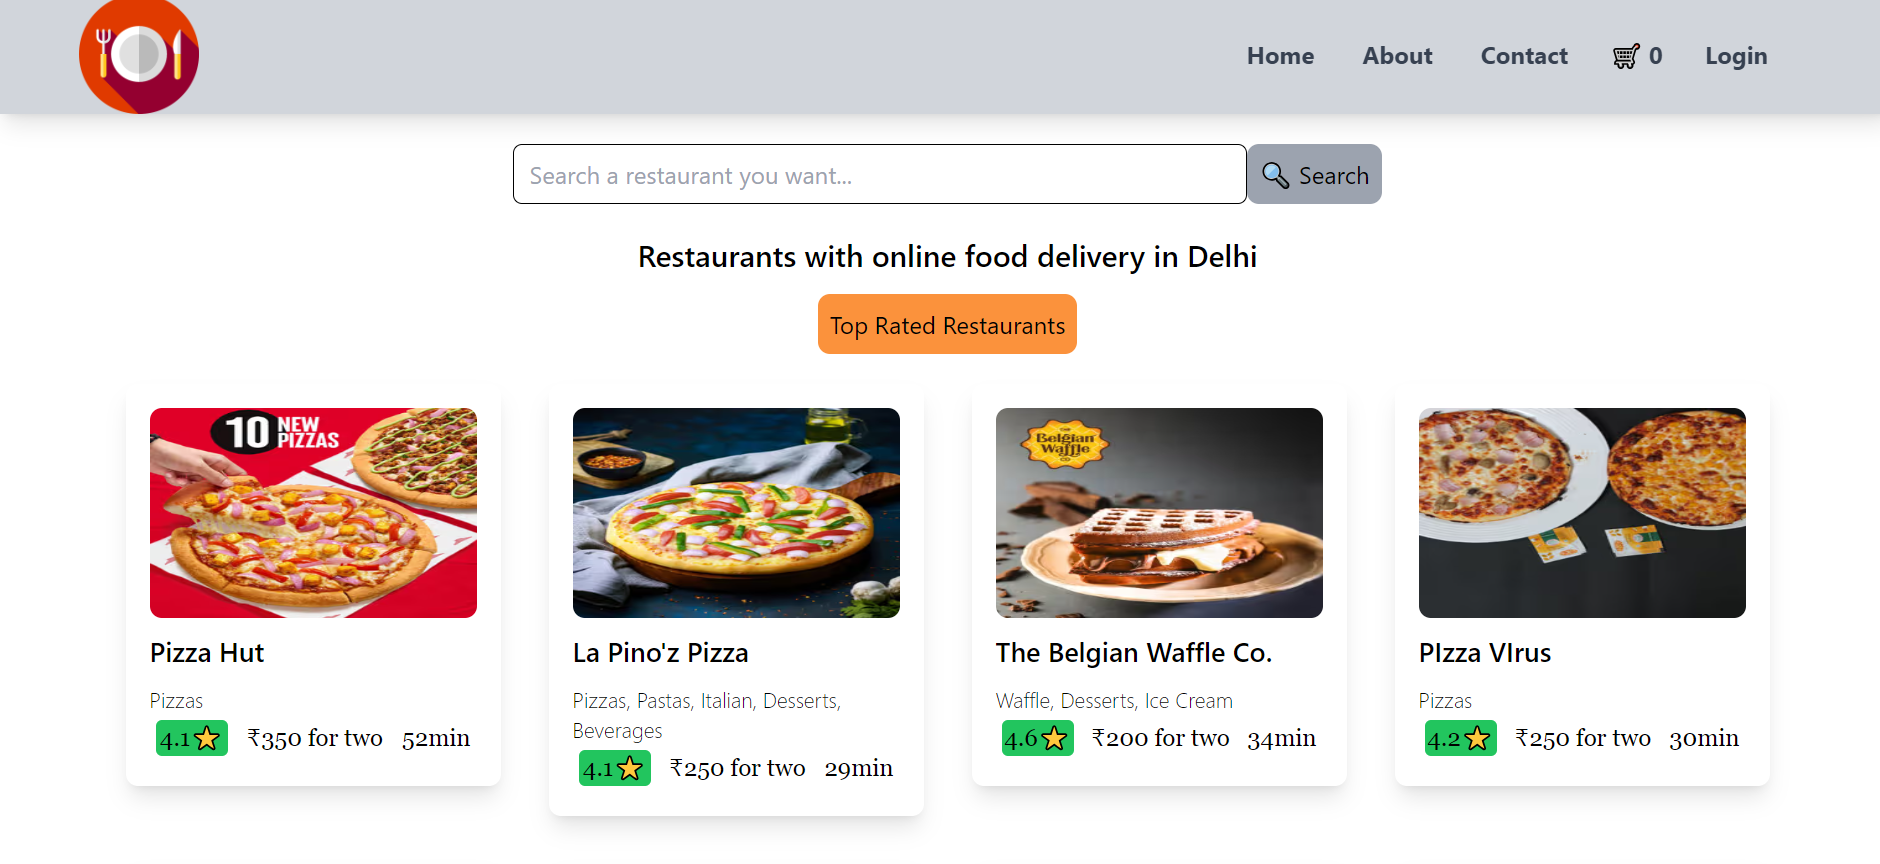 Home About Contact 0 Login
Search a restaurant you want...
Search
Restaurants with online food delivery in Delhi
Top Rated Restaurants
10 NEW
PIZZAS
THE
Belgian
Waffle
CO
Pizza Hut
Pizzas
4.1 ₹350 for two 52min
La Pino'z Pizza
Pizzas, Pastas, Italian, Desserts,
Beverages
4.1 ₹250 for two 29min
The Belgian Waffle Co.
Waffle, Desserts, Ice Cream
4.6 ₹200 for two 34min
PIzza VIrus
Pizzas
4.2 ₹250 for two 30min